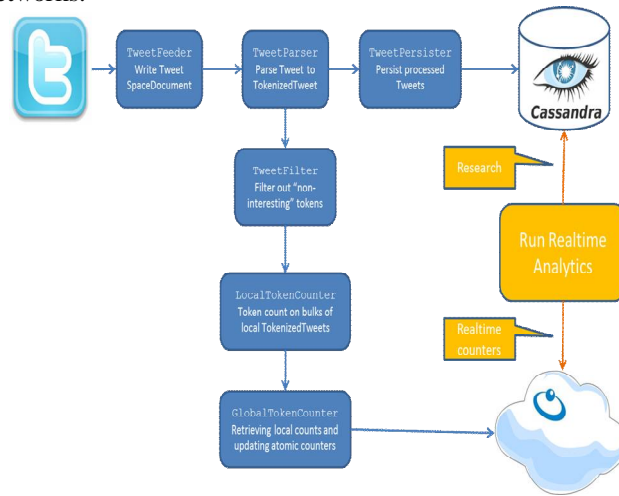 etworks.
TweetFeeder
Write Tweet
SpaceDocument
TweetParser
Parse Tweet to
TokenizedTweet
TweetPersister
Persist processed
Tweets
Cassandra
TweetFilter
Filter out "non-
interesting" tokens
Research
Run Realtime
Analytics
LocalTokenCounter
Token count on bulks of
local TokenizedTweets
Realtime
counters
GlobalTokenCounter
Retrieving local counts and
updating atomic counters